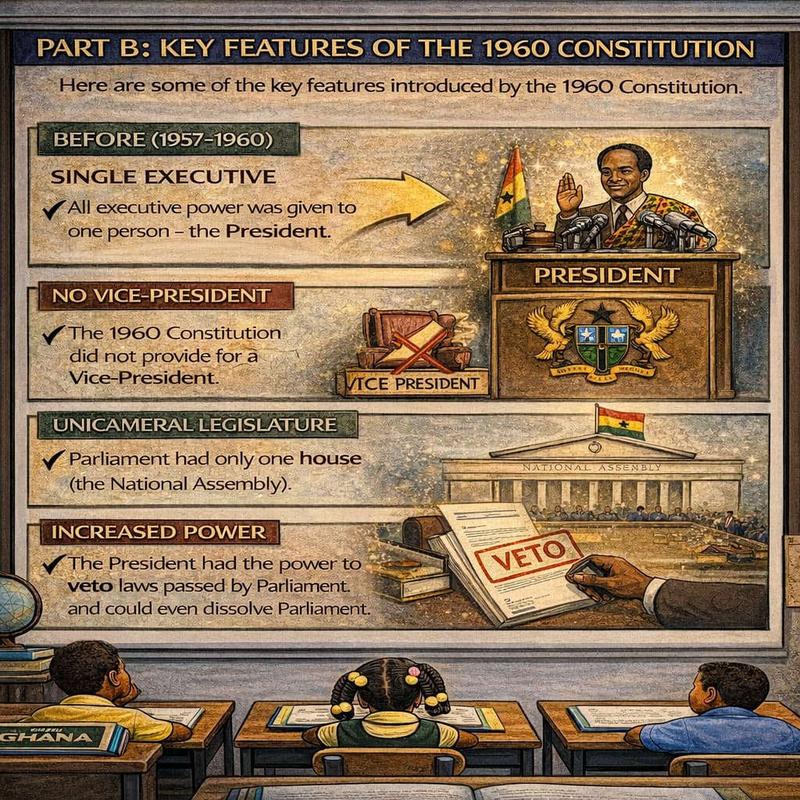 PART B: KEY FEATURES OF THE 1960 CONSTITUTION
Here are some of the key features introduced by the 1960 Constitution.
BEFORE (1957–1960)
SINGLE EXECUTIVE
✓ All executive power was given to
one person – the President.
PRESIDENT
NO VICE-PRESIDENT
✓ The 1960 Constitution
did not provide for a
Vice-President.
VICE PRESIDENT
UNICAMERAL LEGISLATURE
✓ Parliament had only one house
(the National Assembly).
NATIONAL ASSEMBLY
INCREASED POWER
✓ The President had the power to
veto laws passed by Parliament.
and could even dissolve Parliament.
VETO
GHANA